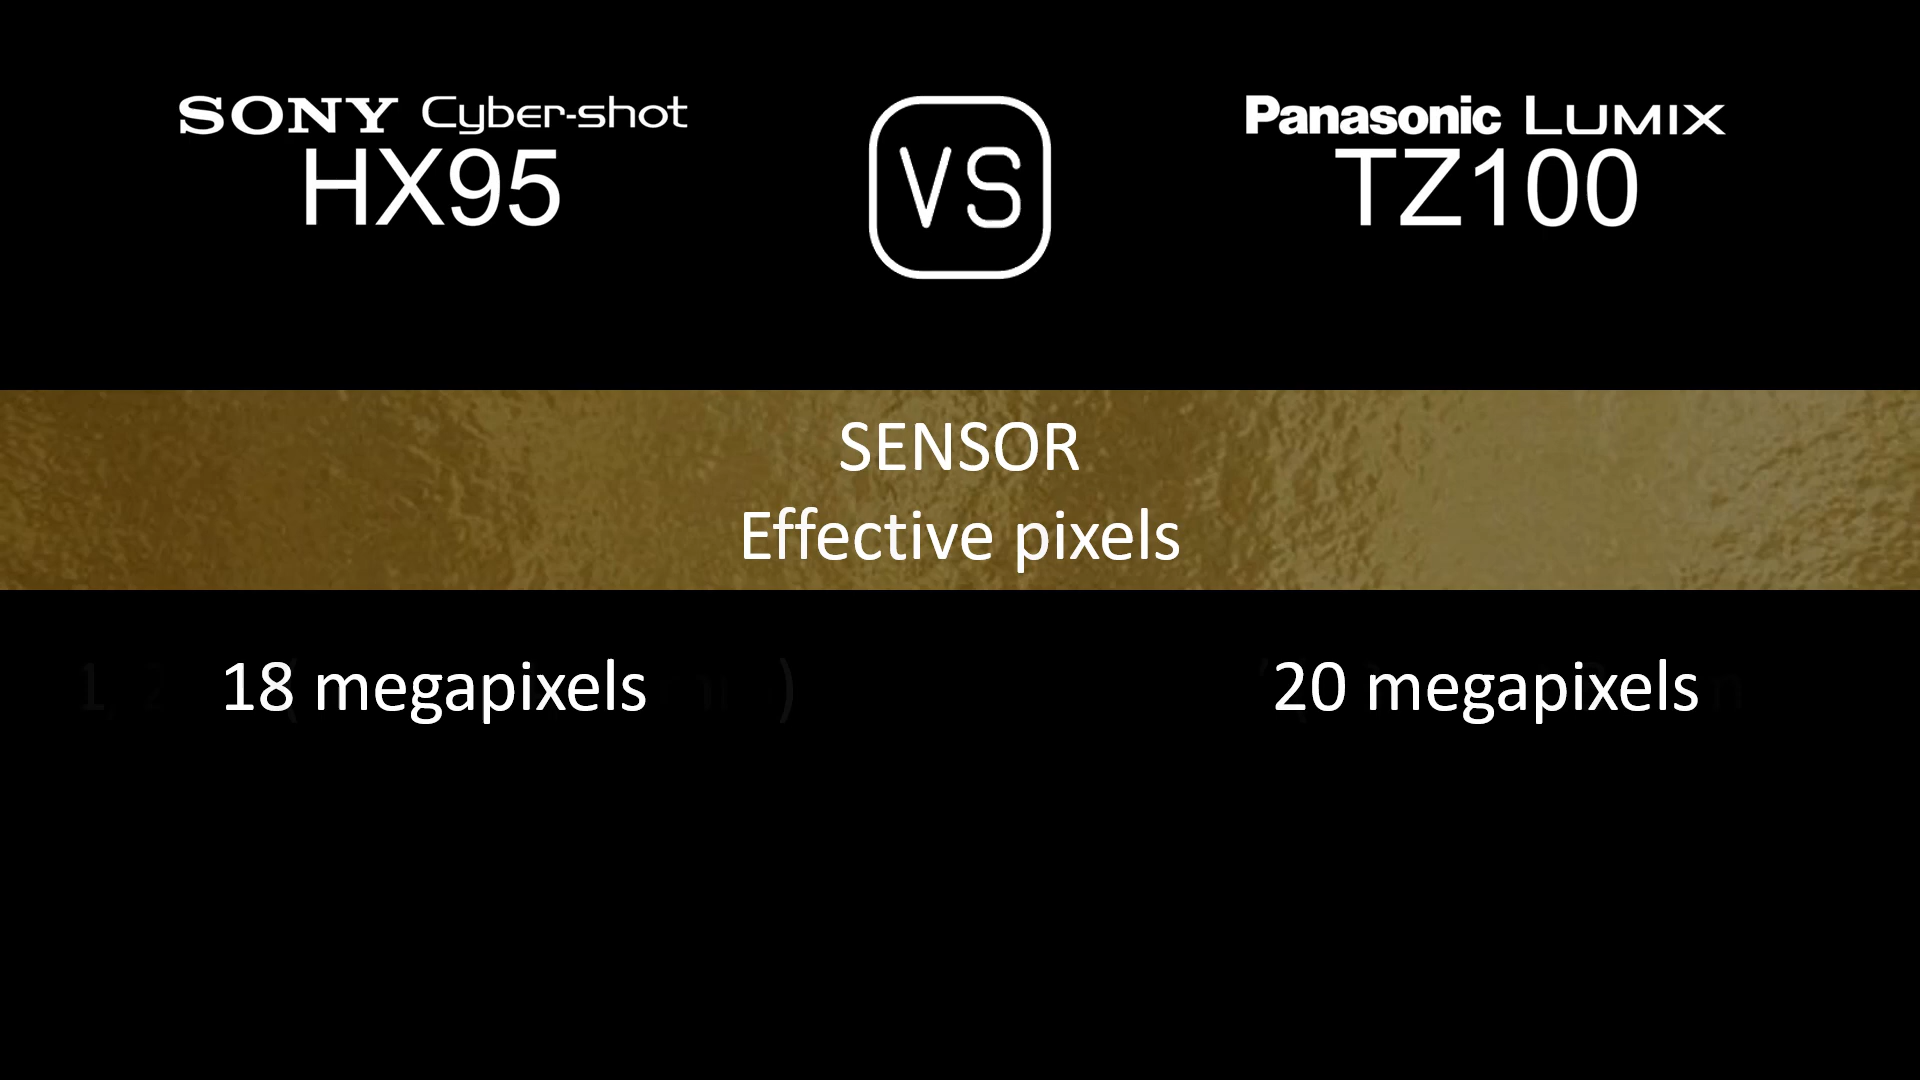 SONY Cyber-shot
HX95
VS
Panasonic LUMIX
TZ100
SENSOR
Effective pixels
18 megapixels
20 megapixels